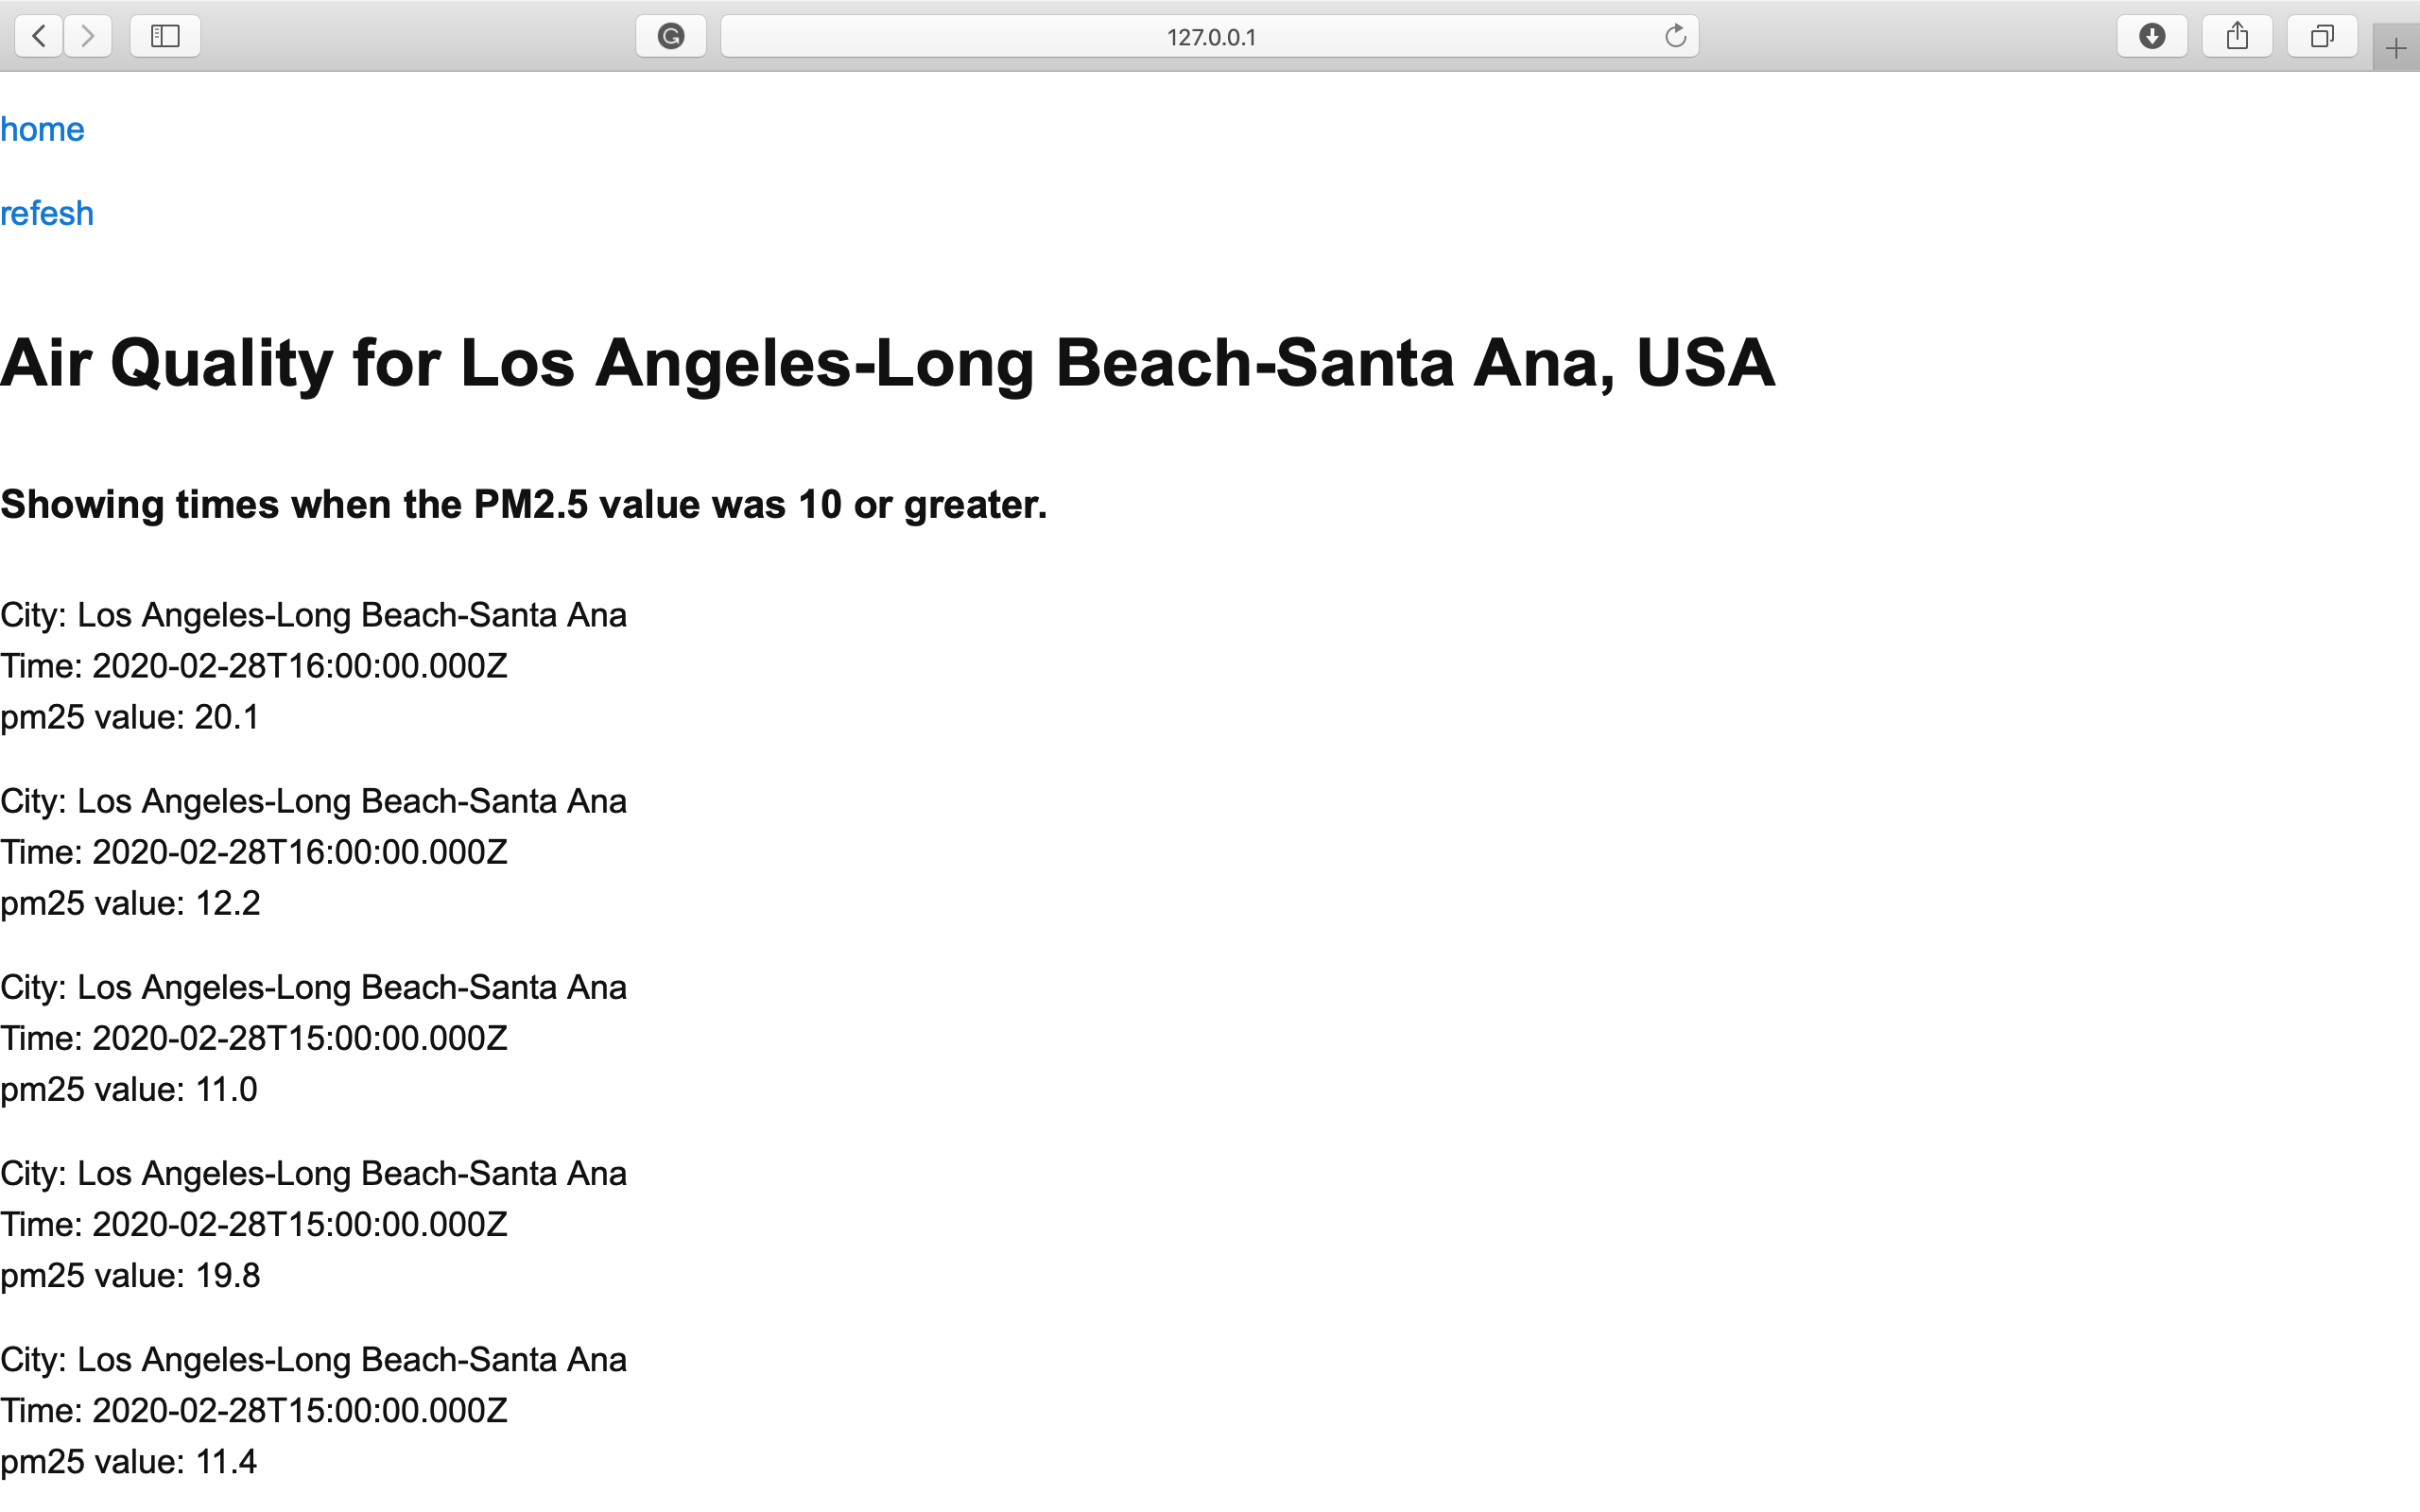 127.0.0.1
home
refesh
Air Quality for Los Angeles-Long Beach-Santa Ana, USA
Showing times when the PM2.5 value was 10 or greater.
City: Los Angeles-Long Beach-Santa Ana
Time: 2020-02-28T16:00:00.000Z
pm25 value: 20.1
City: Los Angeles-Long Beach-Santa Ana
Time: 2020-02-28T16:00:00.000Z
pm25 value: 12.2
City: Los Angeles-Long Beach-Santa Ana
Time: 2020-02-28T15:00:00.000Z
pm25 value: 11.0
City: Los Angeles-Long Beach-Santa Ana
Time: 2020-02-28T15:00:00.000Z
pm25 value: 19.8
City: Los Angeles-Long Beach-Santa Ana
Time: 2020-02-28T15:00:00.000Z
pm25 value: 11.4